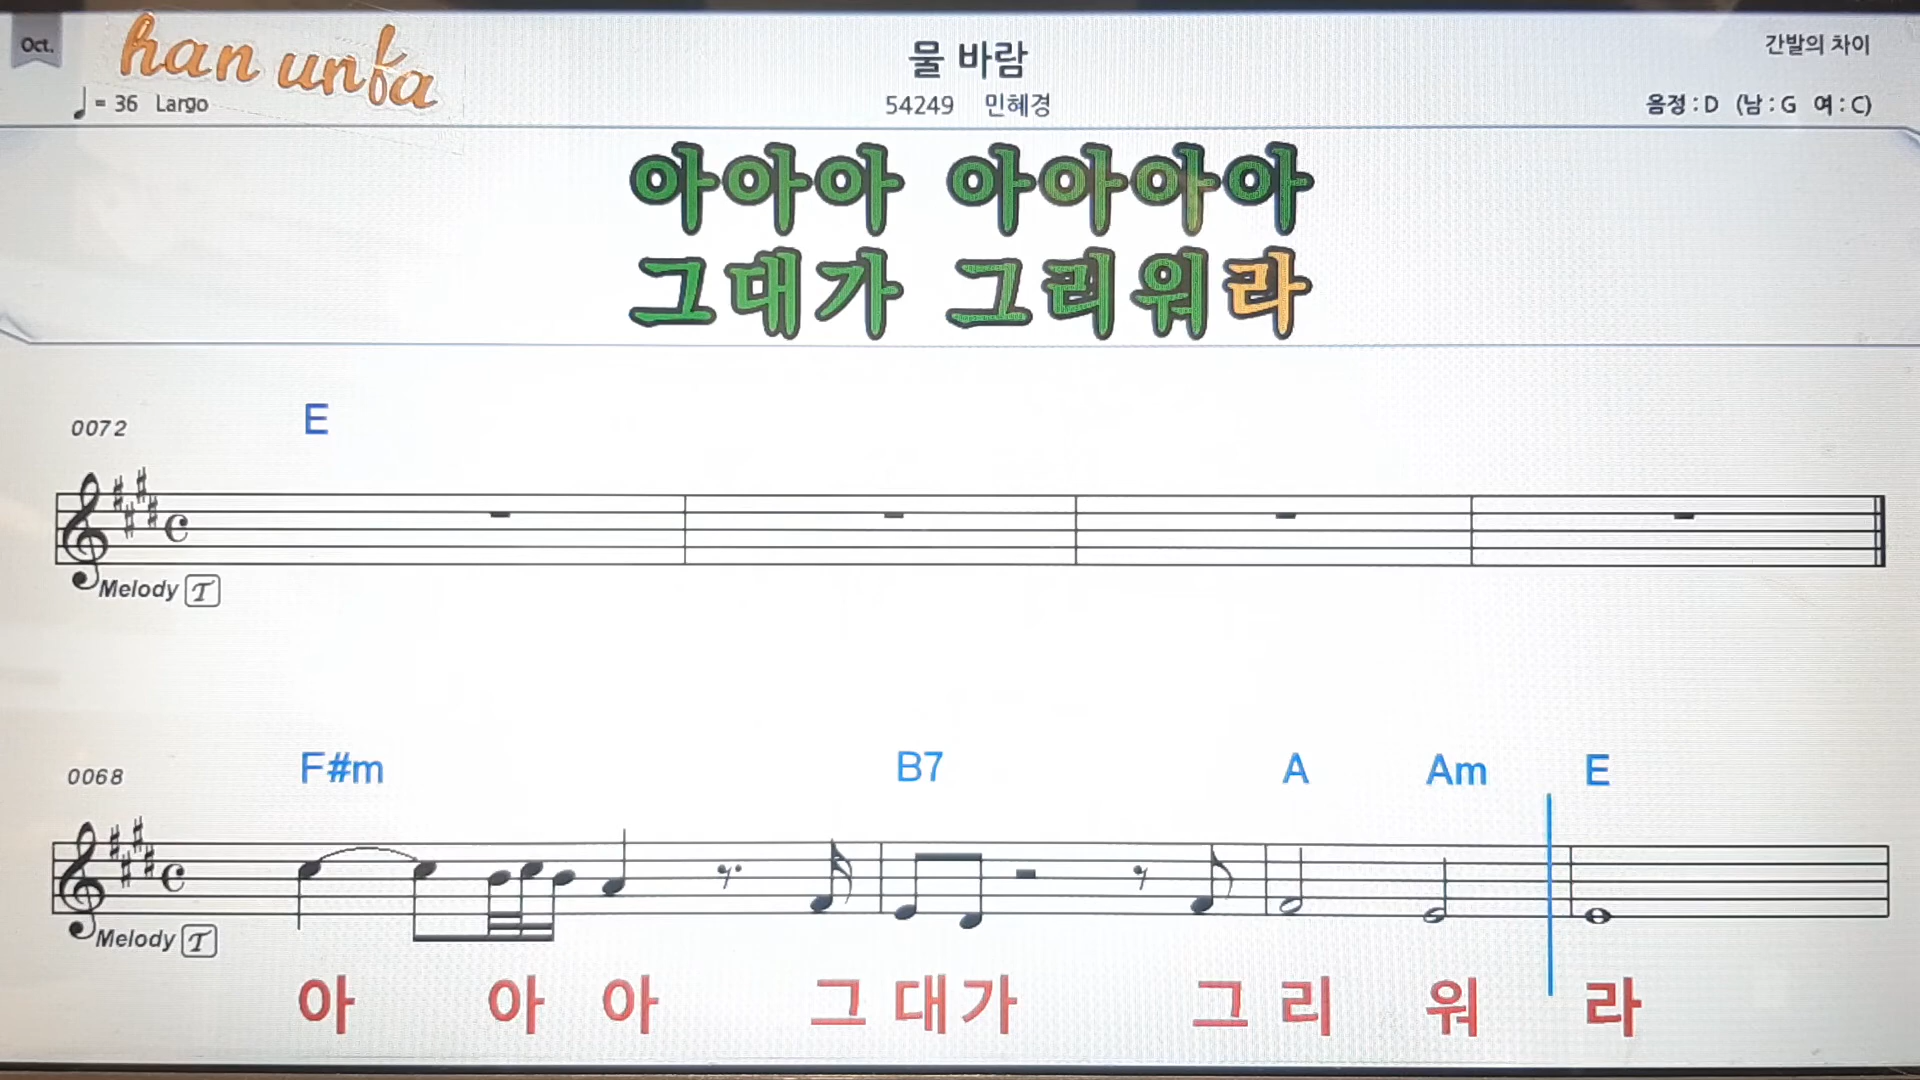 Oct.
han unfa
물 바람
간발의 차이
♩= 36 Largo
54249 민혜경
음정 : D (남 : G 여 : C)
아아아 아아아아
그대가 그리워라
0072
E
Melody T
0068
F#m B7 A Am E
Melody T
아 아 아 그 대 가 그 리 워 라